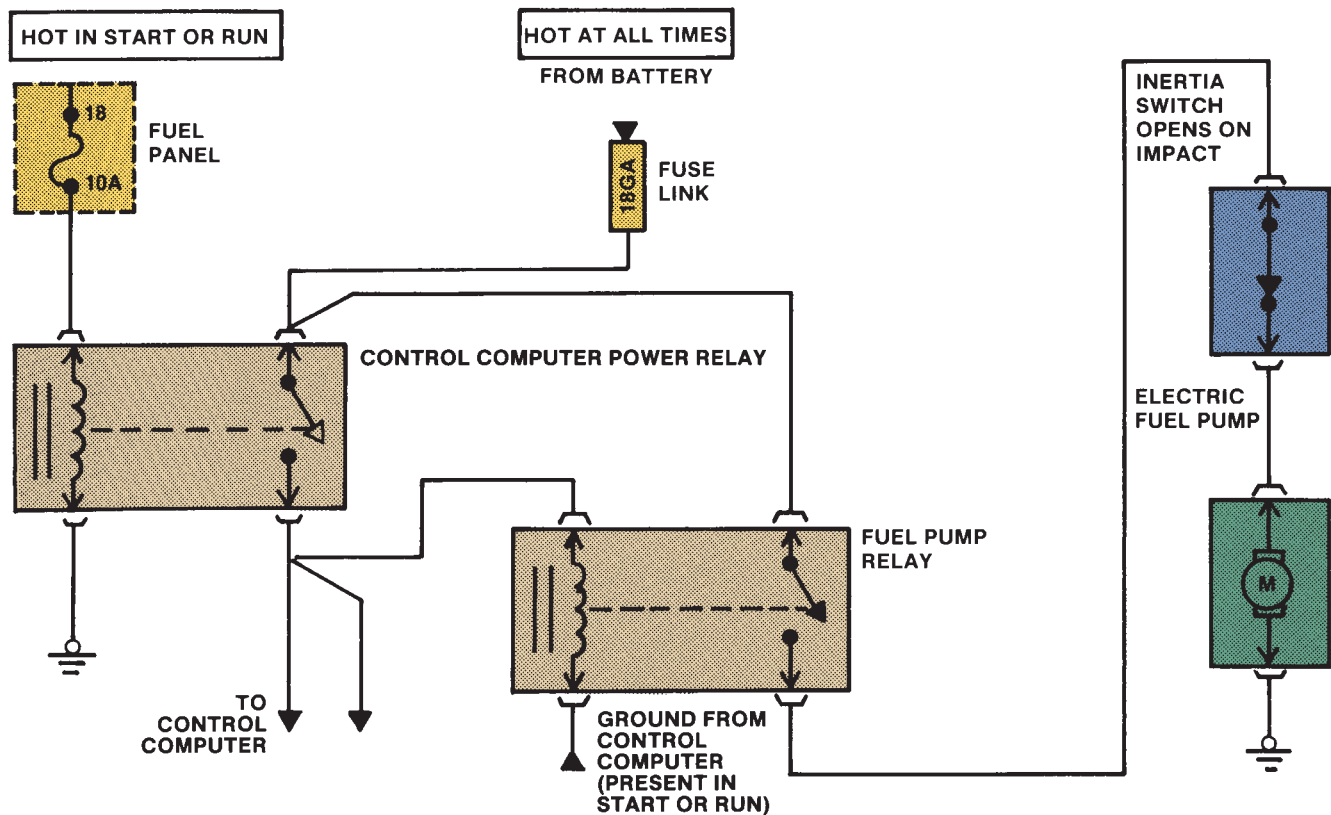 HOT IN START OR RUN
HOT AT ALL TIMES
FROM BATTERY
18
10A
FUEL
PANEL
18GA
FUSE
LINK
INERTIA
SWITCH
OPENS ON
IMPACT
CONTROL COMPUTER POWER RELAY
ELECTRIC
FUEL PUMP
FUEL PUMP
RELAY
M
TO
CONTROL
COMPUTER
GROUND FROM
CONTROL
COMPUTER
(PRESENT IN
START OR RUN)